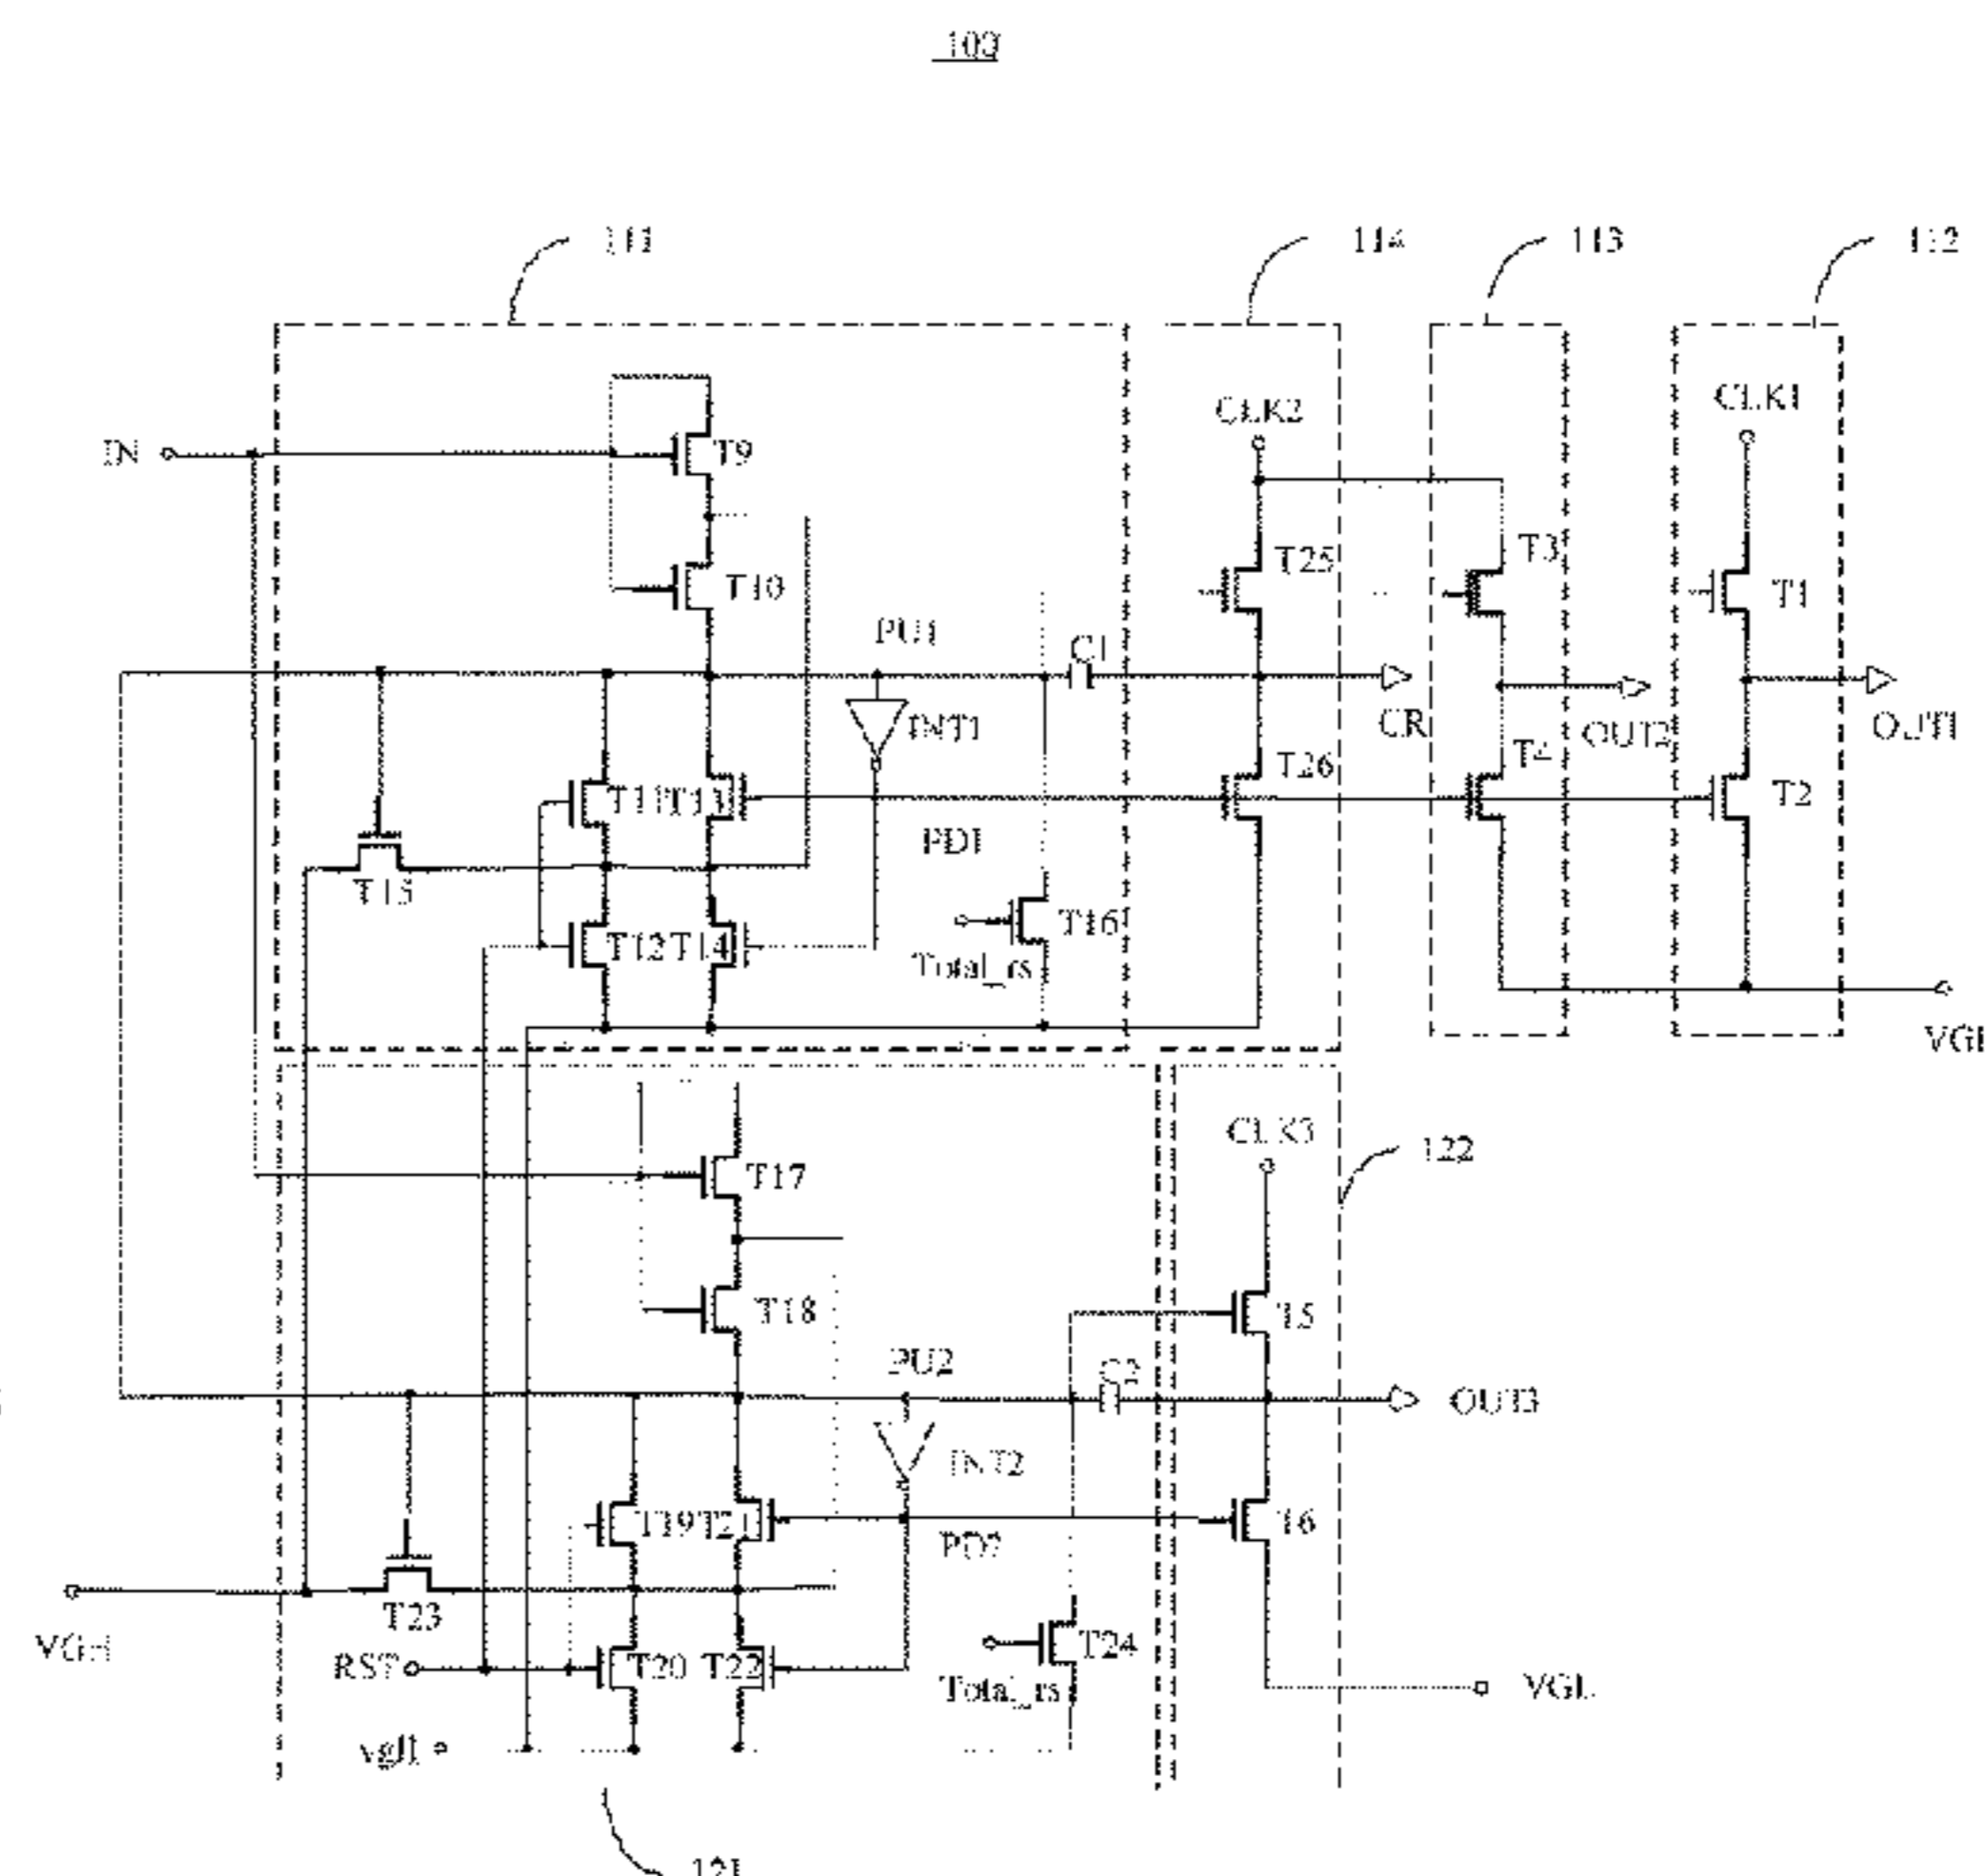 100
111
114
113
112
CLK2
CLK1
IN
T9
T25
T3
T10
T1
PU1
C1
INT1
CR
OUT2
OUT1
T26
T4
T11
T13
T2
PD1
T15
T16
T12
T14
Total_rs
CLK3
122
T17
T18
T5
PU2
C2
OUT3
INT2
T19
T21
T6
PD2
T23
T24
VGH
RST
T20
T22
Total_rs
VGL
vgl1
121